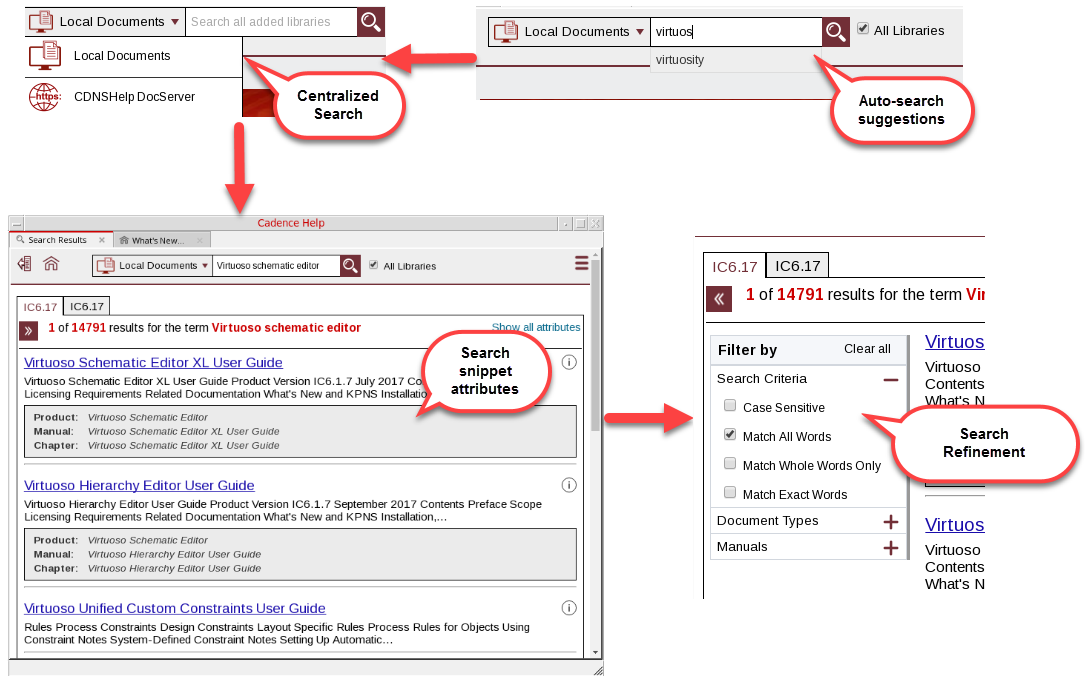 Local Documents
Search all added libraries
Local Documents
CDNSHelp DocServer
https:
Centralized
Search
Local Documents
virtuos
All Libraries
virtuosity
Auto-search
suggestions
Cadence Help
Search Results
What's New...
Local Documents
Virtuoso schematic editor
All Libraries
IC6.17
IC6.17
1 of 14791 results for the term Virtuoso schematic editor
Show all attributes
Virtuoso Schematic Editor XL User Guide
Virtuoso Schematic Editor XL User Guide Product Version IC6.1.7 July 2017 Co
Licensing Requirements Related Documentation What's New and KPNS Installatio
Product: Virtuoso Schematic Editor
Manual: Virtuoso Schematic Editor XL User Guide
Chapter: Virtuoso Schematic Editor XL User Guide
Search
snippet
attributes
Virtuoso Hierarchy Editor User Guide
Virtuoso Hierarchy Editor User Guide Product Version IC6.1.7 September 2017 Contents Preface Scope
Licensing Requirements Related Documentation What's New and KPNS Installation,...
Product: Virtuoso Schematic Editor
Manual: Virtuoso Hierarchy Editor User Guide
Chapter: Virtuoso Hierarchy Editor User Guide
Virtuoso Unified Custom Constraints User Guide
Rules Process Constraints Design Constraints Layout Specific Rules Process Rules for Objects Using
Constraint Notes System-Defined Constraint Notes Setting Up Automatic...
IC6.17
IC6.17
1 of 14791 results for the term Vir
Filter by
Clear all
Search Criteria
Case Sensitive
Match All Words
Match Whole Words Only
Match Exact Words
Document Types
Manuals
Virtuos
Virtuoso
Contents
What's N
Search
Refinement
Virtuos
Virtuoso
Contents
What's N